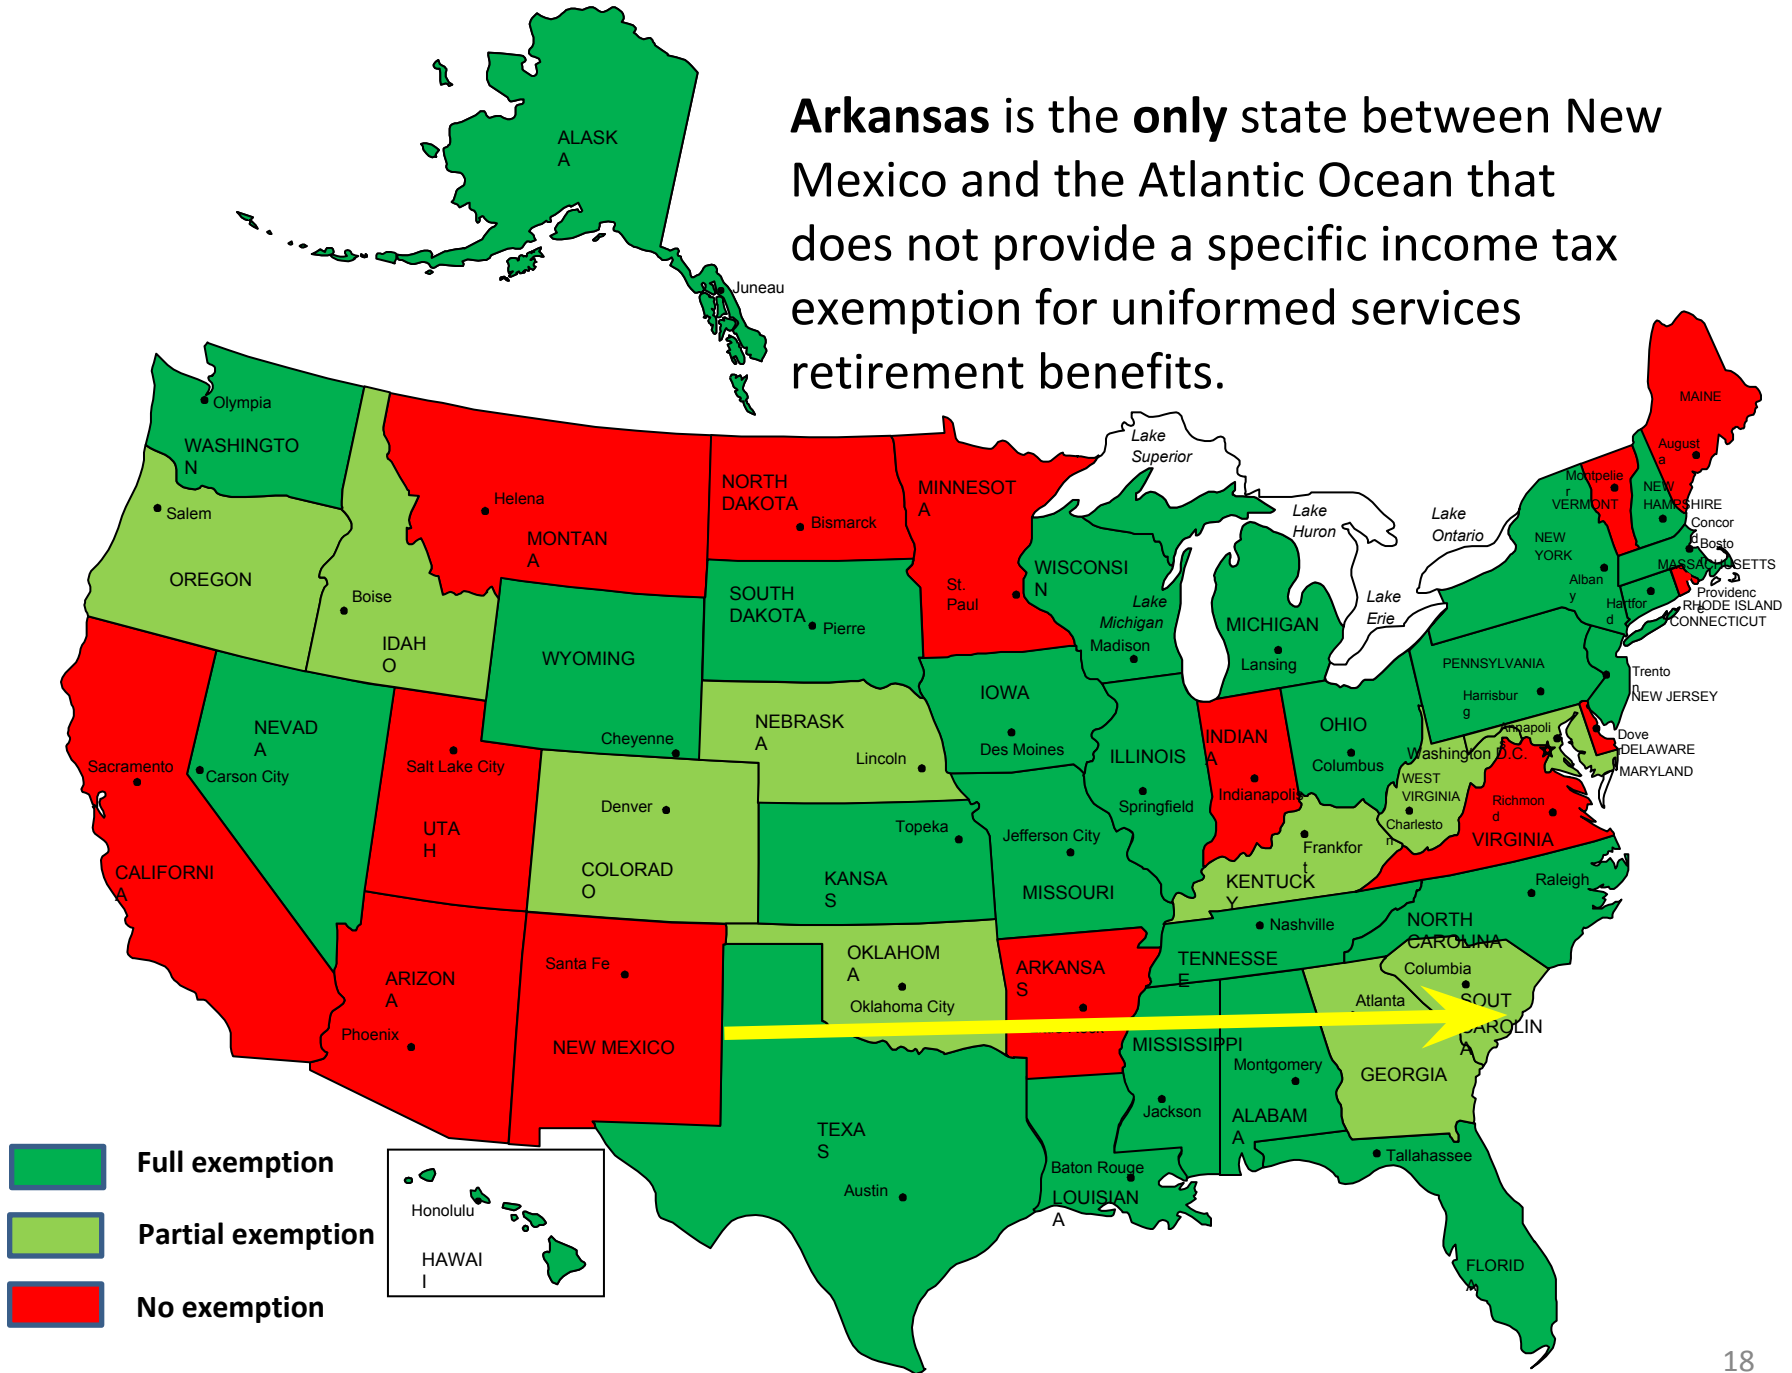 ALASK
A
Juneau
Arkansas is the only state between New
Mexico and the Atlantic Ocean that
does not provide a specific income tax
exemption for uniformed services
retirement benefits.
Olympia
WASHINGTO
N
Salem
OREGON
Boise
IDAH
O
Helena
MONTAN
A
NORTH
DAKOTA
Bismarck
MINNESOT
A
St.
Paul
SOUTH
DAKOTA
Pierre
WYOMING
Cheyenne
NEBRASK
A
Lincoln
IOWA
Des Moines
WISCONSI
N
Madison
Lake
Superior
Lake
Michigan
Lake
Huron
Lake
Erie
Lake
Ontario
MICHIGAN
Lansing
MAINE
August
a
Montpelie
r
VERMONT
NEW
HAMPSHIRE
Concor
d
Bosto
MASSACHUSETTS
NEW
YORK
Alban
y
Hartfor
d
Providenc
e
RHODE ISLAND
CONNECTICUT
PENNSYLVANIA
Harrisbur
g
Trento
n
NEW JERSEY
Annapoli
Dove
DELAWARE
MARYLAND
Washington D.C.
WEST
VIRGINIA
Charlesto
n
Richmon
d
VIRGINIA
OHIO
Columbus
INDIAN
A
Indianapolis
ILLINOIS
Springfield
KENTUCK
Y
Frankfor
t
NEVAD
A
Carson City
Sacramento
CALIFORNI
A
Salt Lake City
UTA
H
Denver
COLORAD
O
Topeka
KANSA
S
Jefferson City
MISSOURI
Nashville
TENNESSE
E
Raleigh
NORTH
CAROLINA
Columbia
SOUT
CAROLIN
A
Atlanta
GEORGIA
ARIZON
A
Phoenix
Santa Fe
NEW MEXICO
OKLAHOM
A
Oklahoma City
ARKANSA
S
MISSISSIPPI
Jackson
Montgomery
ALABAM
A
TEXA
S
Austin
Baton Rouge
LOUISIAN
A
Tallahassee
FLORID
A
Honolulu
HAWAI
I
Full exemption
Partial exemption
No exemption
18